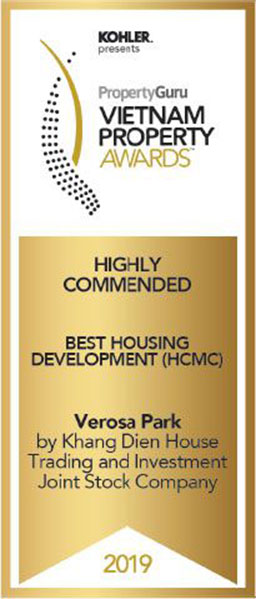 KOHLER.
presents
PropertyGuru
VIETNAM
PROPERTY
AWARDS™
HIGHLY
COMMENDED
BEST HOUSING
DEVELOPMENT (HCMC)
Verosa Park
by Khang Dien House
Trading and Investment
Joint Stock Company
2019